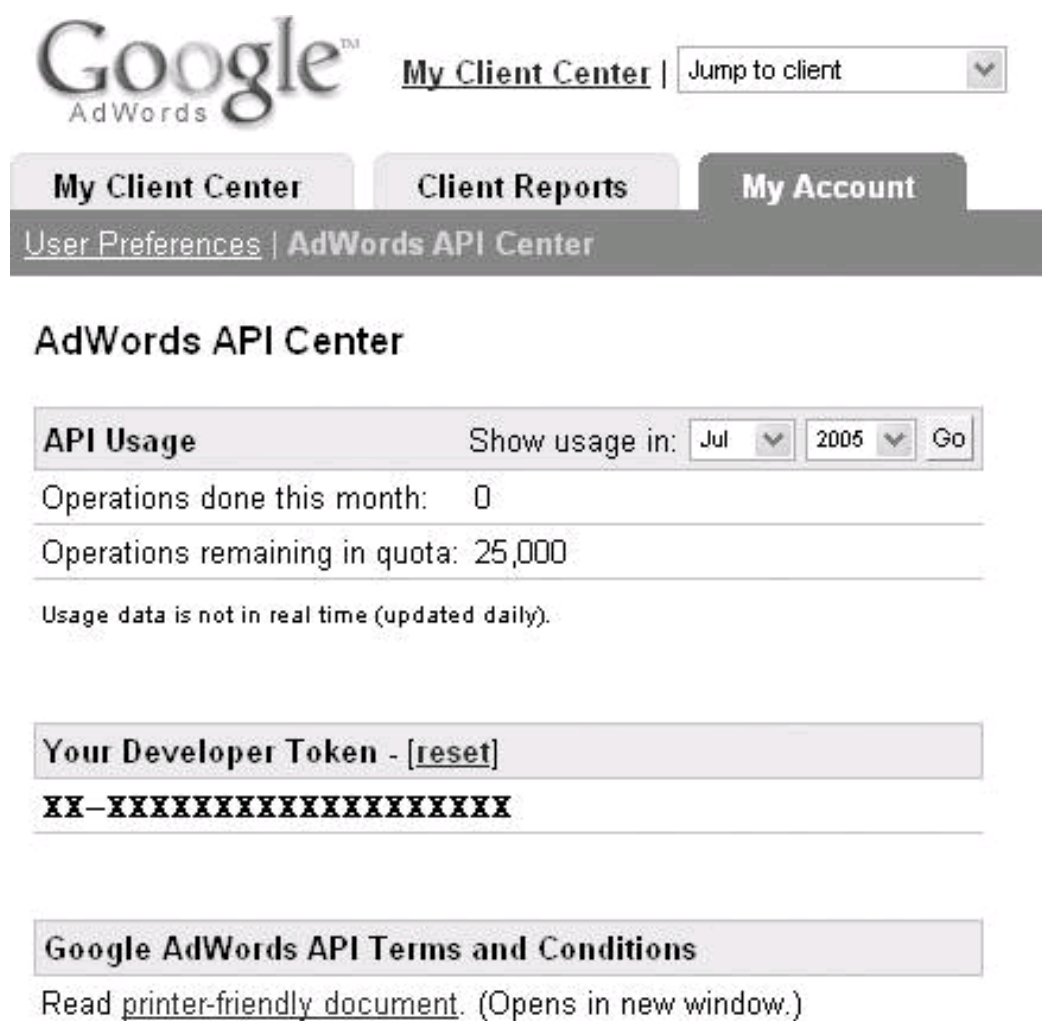 Google™
AdWords
My Client Center | Jump to client
My Client Center Client Reports My Account
User Preferences | AdWords API Center
AdWords API Center
API Usage Show usage in: Jul 2005 Go
Operations done this month: 0
Operations remaining in quota: 25,000
Usage data is not in real time (updated daily).
Your Developer Token - [reset]
XX-XXXXXXXXXXXXXXXXXXX
Google AdWords API Terms and Conditions
Read printer-friendly document. (Opens in new window.)